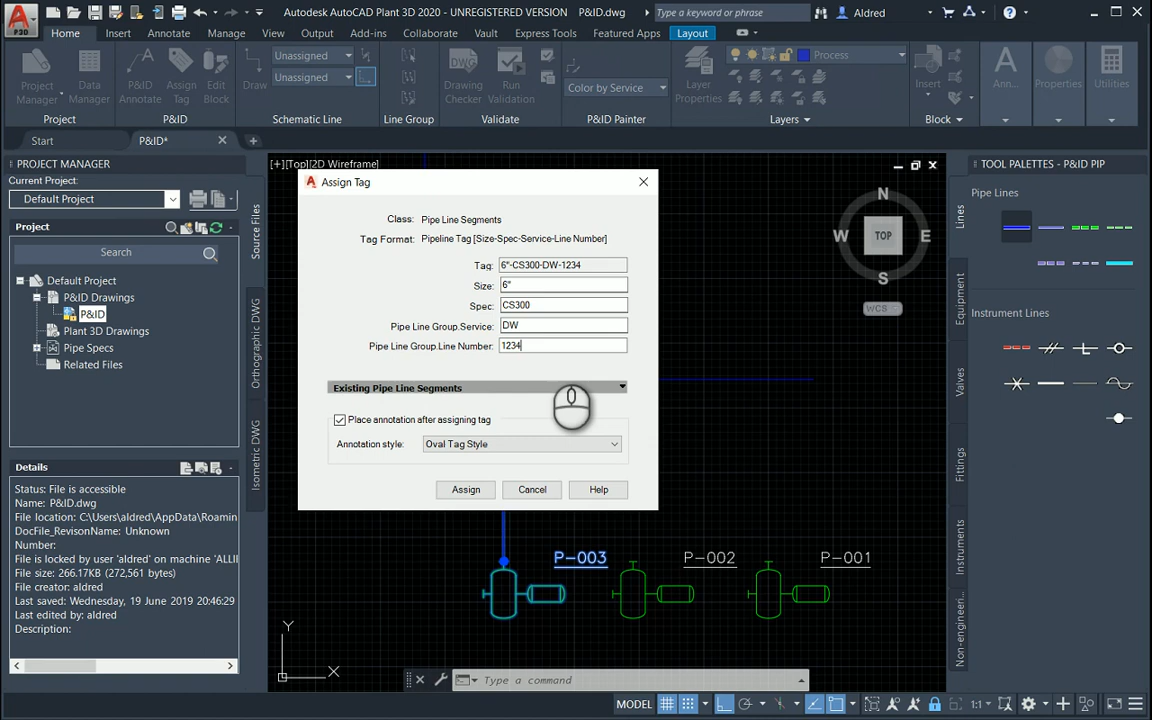 Autodesk AutoCAD Plant 3D 2020 - UNREGISTERED VERSION P&ID.dwg
Type a keyword or phrase
Aldred
P3D
Home Insert Annotate Manage View Output Add-ins Collaborate Vault Express Tools Featured Apps Layout
Project Manager
Data Manager
Project
P&ID Annotate
Assign Tag
Edit Block
P&ID
Draw
Unassigned
Unassigned
Schematic Line
Line Group
DWG
Drawing Checker
Run Validation
Validate
Color by Service
P&ID Painter
Layer Properties
Process
Layers
Insert
Block
Ann...
Properties
Utilities
Start
P&ID*
PROJECT MANAGER
Current Project:
Default Project
Project
Search
Default Project
P&ID Drawings
P&ID
Plant 3D Drawings
Pipe Specs
Related Files
Source Files
Orthographic DWG
Isometric DWG
Details
Status: File is accessible
Name: P&ID.dwg
File location: C:\Users\aldred\AppData\Roamin
DocFile_RevisonName: Unknown
Number:
File is locked by user 'aldred' on machine 'ALLII
File size: 266.17KB (272,561 bytes)
File creator: aldred
Last saved: Wednesday, 19 June 2019 20:46:29
Last edited by: aldred
Description:
[+][Top][2D Wireframe]
Assign Tag
Class: Pipe Line Segments
Tag Format: Pipeline Tag [Size-Spec-Service-Line Number]
Tag: 6"-CS300-DW-1234
Size: 6"
Spec: CS300
Pipe Line Group.Service: DW
Pipe Line Group.Line Number: 1234
Existing Pipe Line Segments
Place annotation after assigning tag
Annotation style: Oval Tag Style
Assign Cancel Help
N
W TOP E
S
WCS
P-003 P-002 P-001
Y
X
Type a command
TOOL PALETTES - P&ID PIP
Pipe Lines
Instrument Lines
Lines
Equipment
Valves
Fittings
Instruments
Non-engineeri...
MODEL
1:1